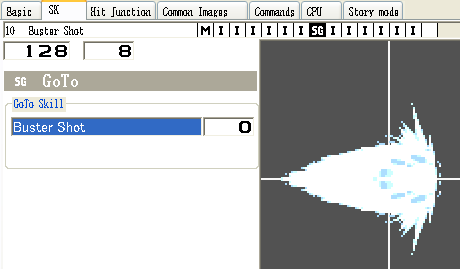 Basic SK Hit function Common Images Commands CPU Story mode
10 Buster Shot M I I I I I I SG I I I I I I
128 8
SG GoTo
GoTo Skill
Buster Shot 0